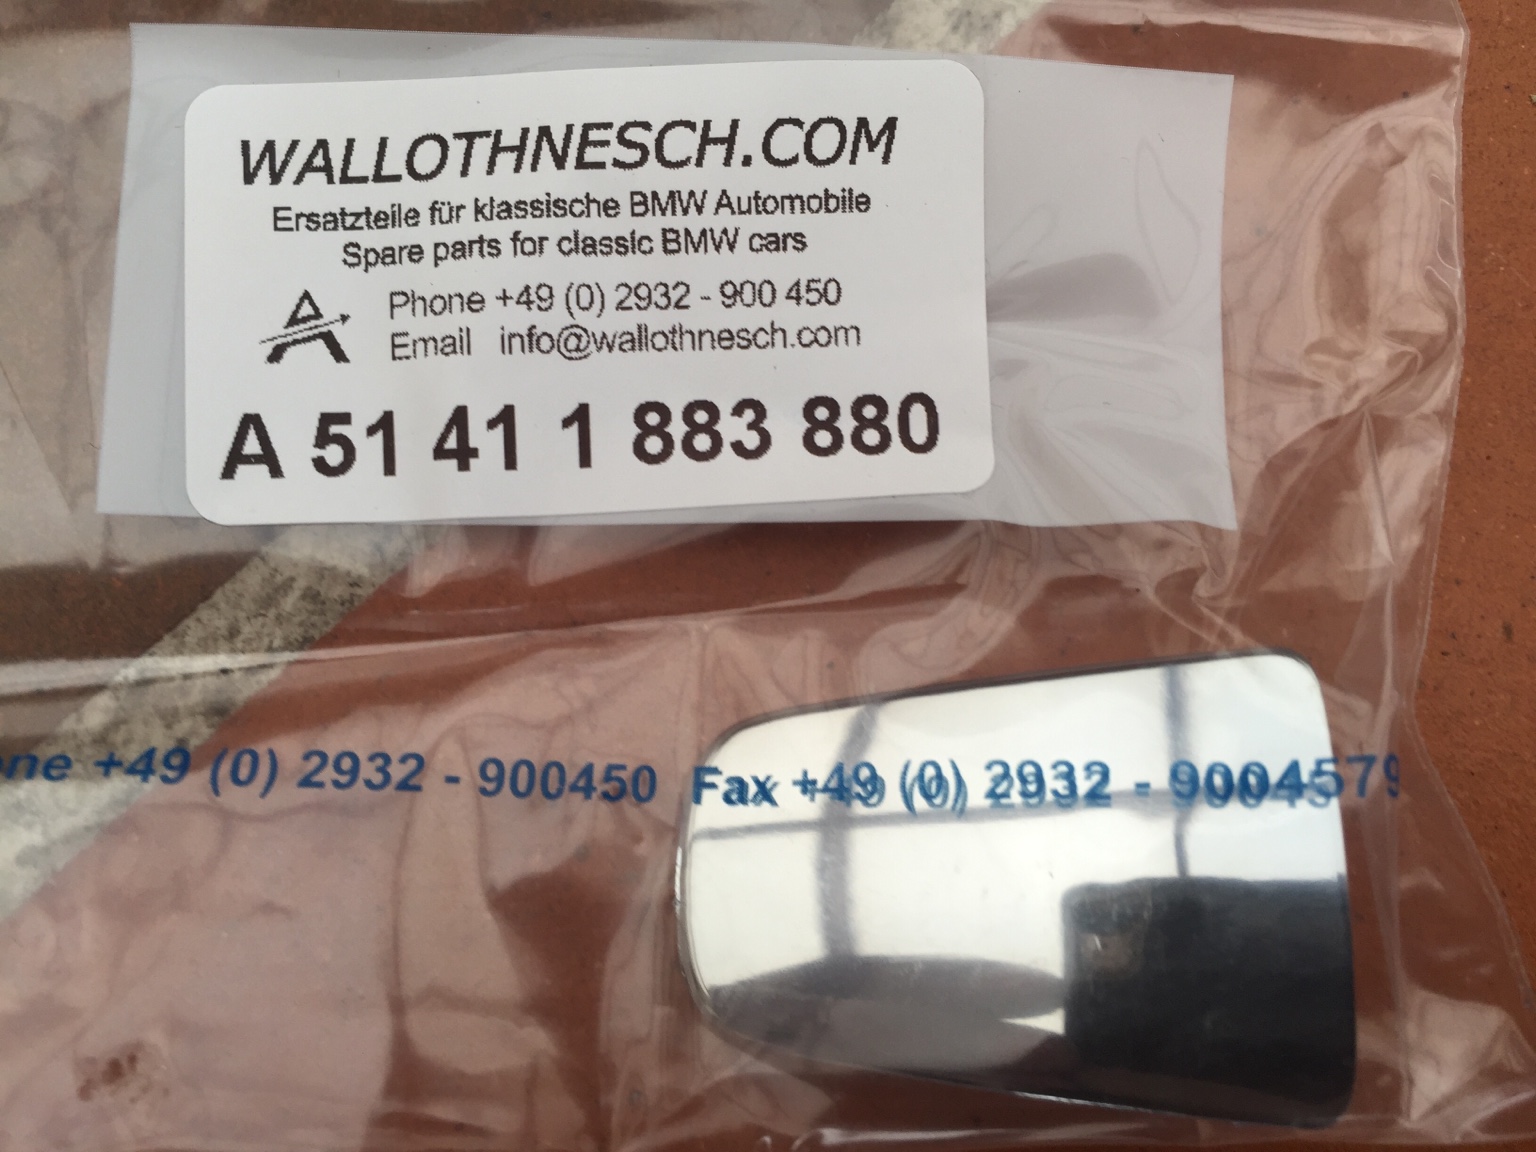 WALLOTHNESCH.COM
Ersatzteile für klassische BMW Automobile
Spare parts for classic BMW cars
Phone +49 (0) 2932 - 900 450
Email info@wallothnesch.com
A 51 41 1 883 880
ne +49 (0) 2932 - 900450 Fax +49 (0) 2932 - 9004579